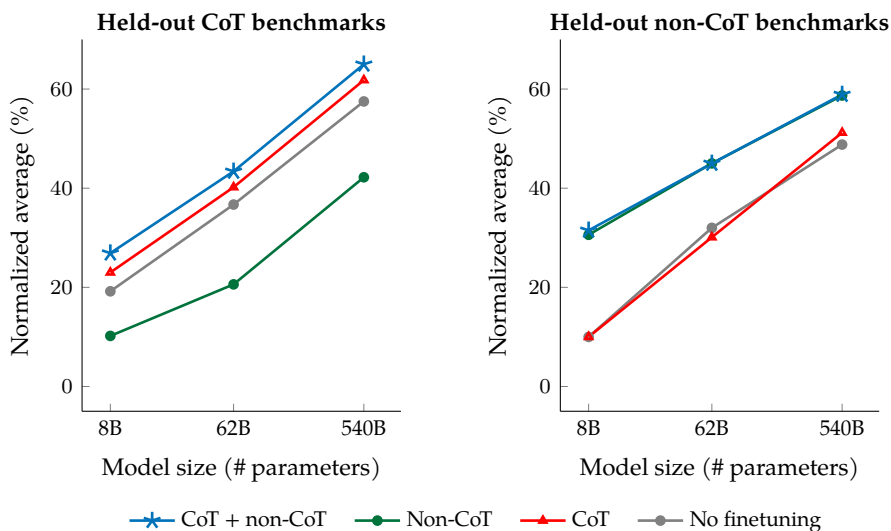 Held-out CoT benchmarks
Normalized average (%)
60
40
20
0
8B
62B
540B
Model size (# parameters)
Held-out non-CoT benchmarks
Normalized average (%)
60
40
20
0
8B
62B
540B
Model size (# parameters)
CoT + non-CoT
Non-CoT
CoT
No finetuning